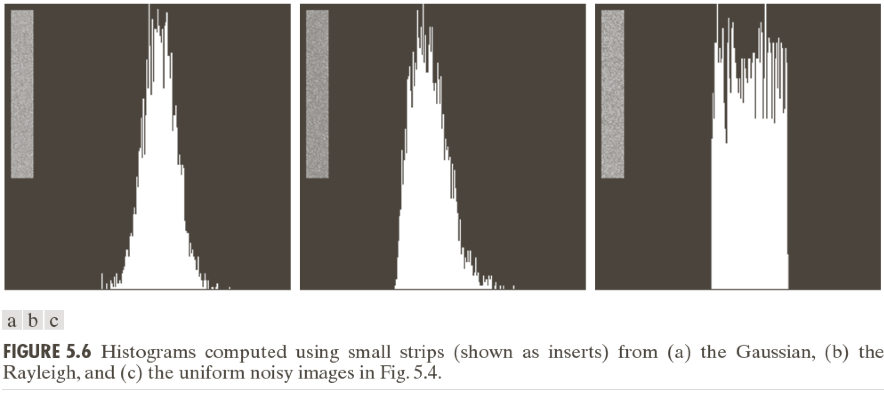 a b c
FIGURE 5.6 Histograms computed using small strips (shown as inserts) from (a) the Gaussian, (b) the
Rayleigh, and (c) the uniform noisy images in Fig. 5.4.